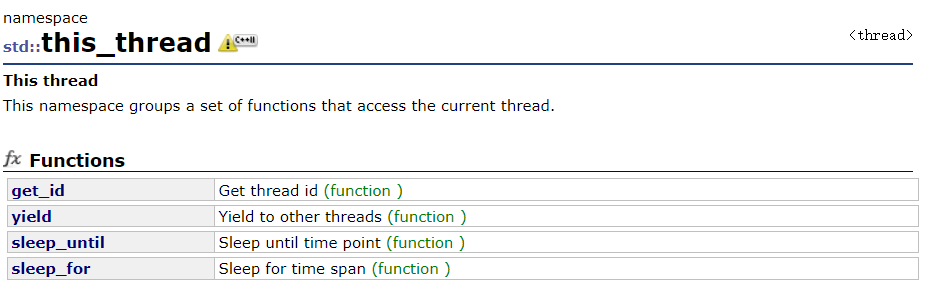 namespace
std::this_thread C++11
<thread>
This thread
This namespace groups a set of functions that access the current thread.
fx Functions
get_id Get thread id (function )
yield Yield to other threads (function )
sleep_until Sleep until time point (function )
sleep_for Sleep for time span (function )